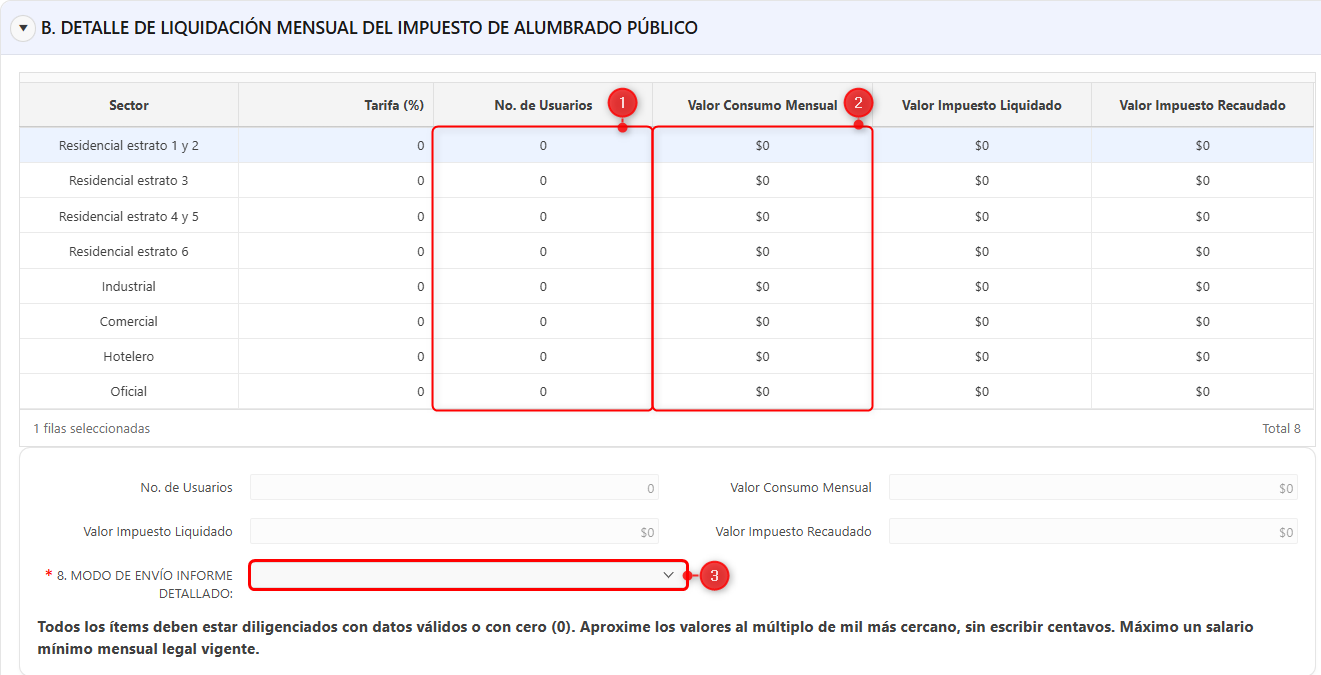 B. DETALLE DE LIQUIDACIÓN MENSUAL DEL IMPUESTO DE ALUMBRADO PÚBLICO
Sector Tarifa (%) No. de Usuarios 1 Valor Consumo Mensual 2 Valor Impuesto Liquidado Valor Impuesto Recaudado
Residencial estrato 1 y 2 0 0 $0 $0 $0
Residencial estrato 3 0 0 $0 $0 $0
Residencial estrato 4 y 5 0 0 $0 $0 $0
Residencial estrato 6 0 0 $0 $0 $0
Industrial 0 0 $0 $0 $0
Comercial 0 0 $0 $0 $0
Hotelero 0 0 $0 $0 $0
Oficial 0 0 $0 $0 $0
1 filas seleccionadas Total 8
No. de Usuarios 0 Valor Consumo Mensual $0
Valor Impuesto Liquidado $0 Valor Impuesto Recaudado $0
* 8. MODO DE ENVÍO INFORME
DETALLADO: 3
Todos los ítems deben estar diligenciados con datos válidos o con cero (0). Aproxime los valores al múltiplo de mil más cercano, sin escribir centavos. Máximo un salario
mínimo mensual legal vigente.